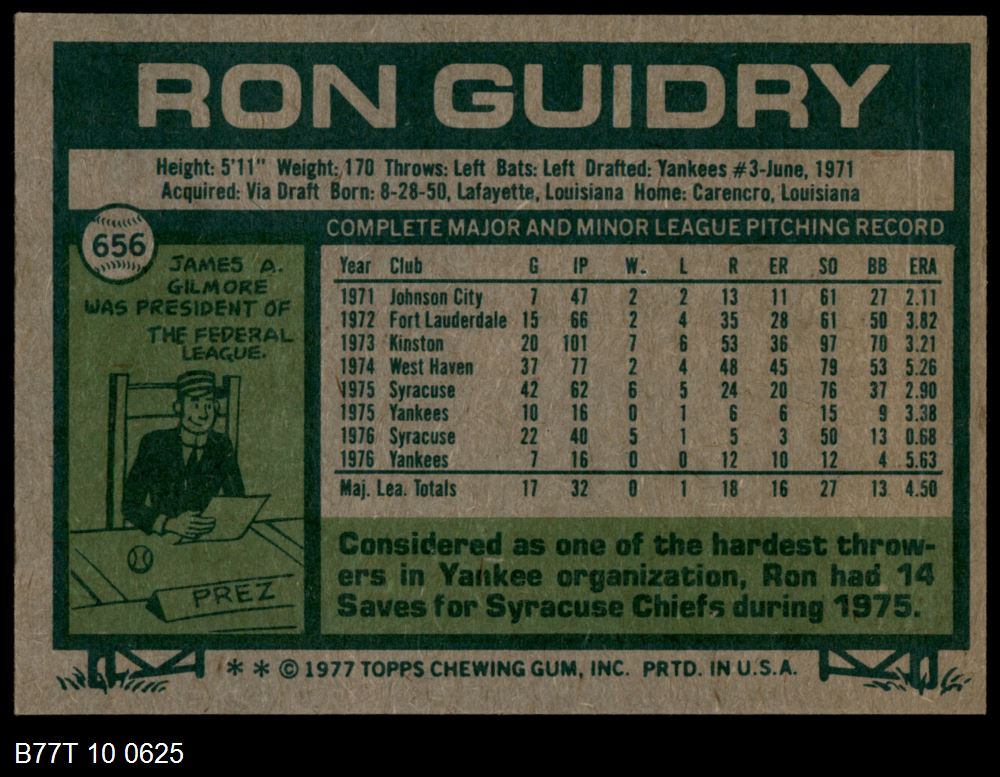 RON GUIDRY
Height: 5'11" Weight: 170 Throws: Left Bats: Left Drafted: Yankees #3-June, 1971
Acquired: Via Draft Born: 8-28-50, Lafayette, Louisiana Home: Carencro, Louisiana
656
JAMES A.
GILMORE
WAS PRESIDENT OF
THE FEDERAL
LEAGUE.
PREZ
COMPLETE MAJOR AND MINOR LEAGUE PITCHING RECORD
Year Club G IP W. L R ER SO BB ERA
1971 Johnson City 7 47 2 2 13 11 61 27 2.11
1972 Fort Lauderdale 15 66 2 4 35 28 61 50 3.82
1973 Kinston 20 101 7 6 53 36 97 70 3.21
1974 West Haven 37 77 2 4 48 45 79 53 5.26
1975 Syracuse 42 62 6 5 24 20 76 37 2.90
1975 Yankees 10 16 0 1 6 6 15 9 3.38
1976 Syracuse 22 40 5 1 5 3 50 13 0.68
1976 Yankees 7 16 0 0 12 10 12 4 5.63
Maj. Lea. Totals 17 32 0 1 18 16 27 13 4.50
Considered as one of the hardest throw-
ers in Yankee organization, Ron had 14
Saves for Syracuse Chiefs during 1975.
* * © 1977 TOPPS CHEWING GUM, INC. PRTD. IN U.S.A.
B77T 10 0625